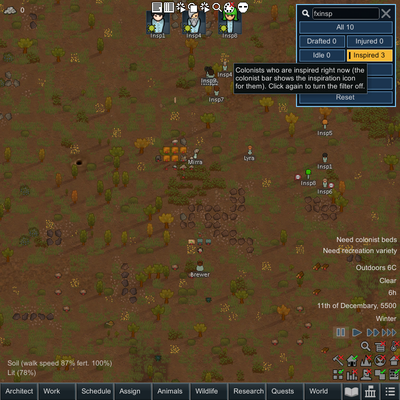 0
Insp1
Insp4
Insp8
fxinsp
All 10
Drafted 0
Injured 0
Idle 0
Inspired 3
Colonists who are inspired right now (the
colonist bar shows the inspiration icon
for them). Click again to turn the filter off.
Reset
Insp4
Insp7
Insp5
Mirra
Lyra
Insp1
Insp8
Insp6
Brewer
Need colonist beds
Need recreation variety
Outdoors 6C
Clear
6h
11th of Decembary, 5500
Winter
Soil (walk speed 87% fert. 100%)
Lit (78%)
Architect
Work
Schedule
Assign
Animals
Wildlife
Research
Quests
World